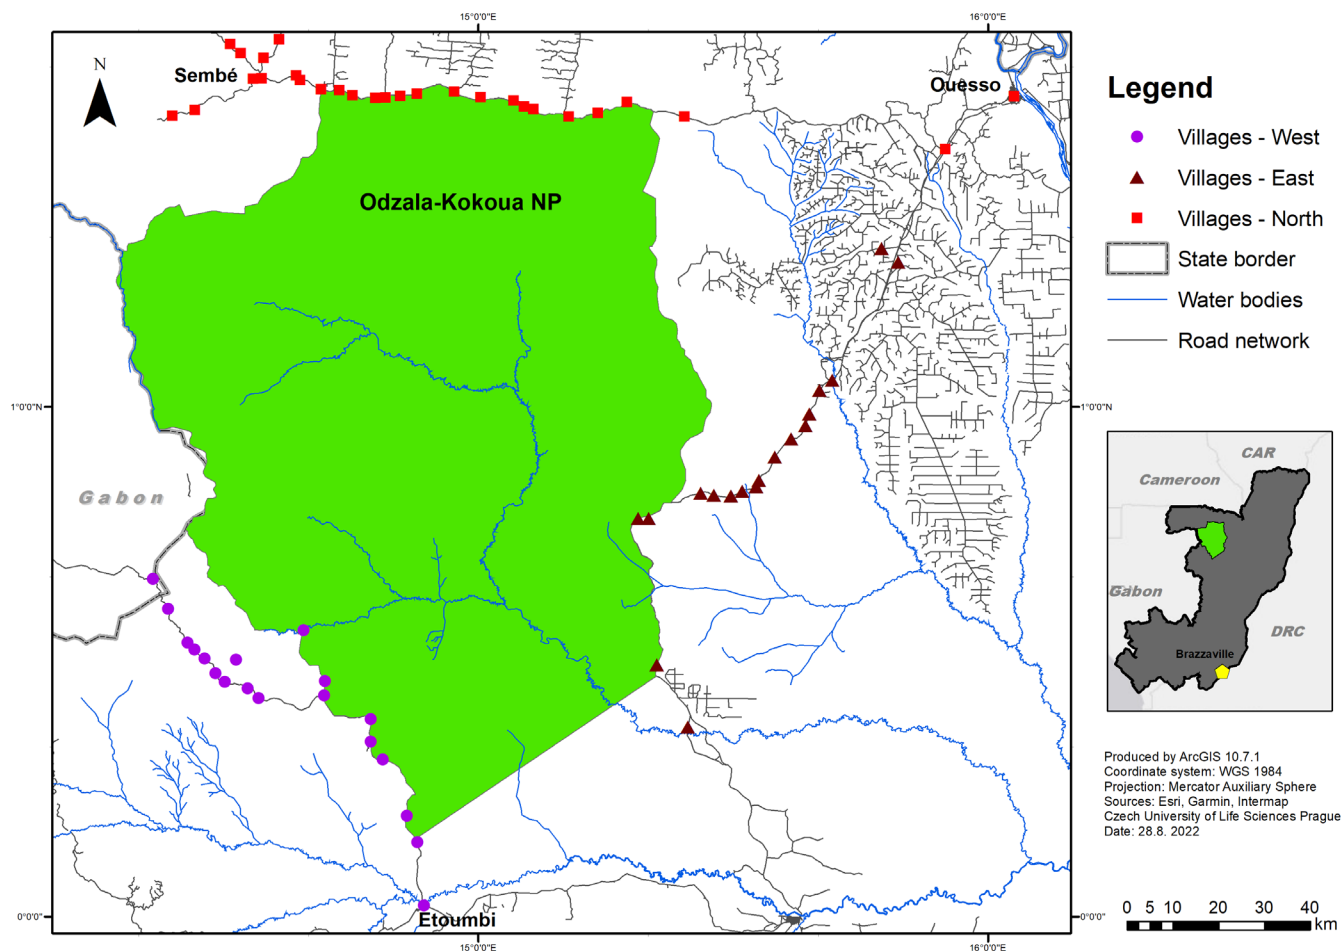 15°0'0"E
16°0'0"E
N
Sembé
Ouesso
Odzala-Kokoua NP
1°0'0"N
1°0'0"N
Gabon
0°0'0"
0°0'0"
Etoumbi
15°0'0"E
16°0'0"E
Legend
Villages - West
Villages - East
Villages - North
State border
Water bodies
Road network
CAR
Cameroon
Gabon
DRC
Brazzaville
Produced by ArcGIS 10.7.1
Coordinate system: WGS 1984
Projection: Mercator Auxiliary Sphere
Sources: Esri, Garmin, Intermap
Czech University of Life Sciences Prague
Date: 28.8. 2022
0 5 10 20 30 40
km